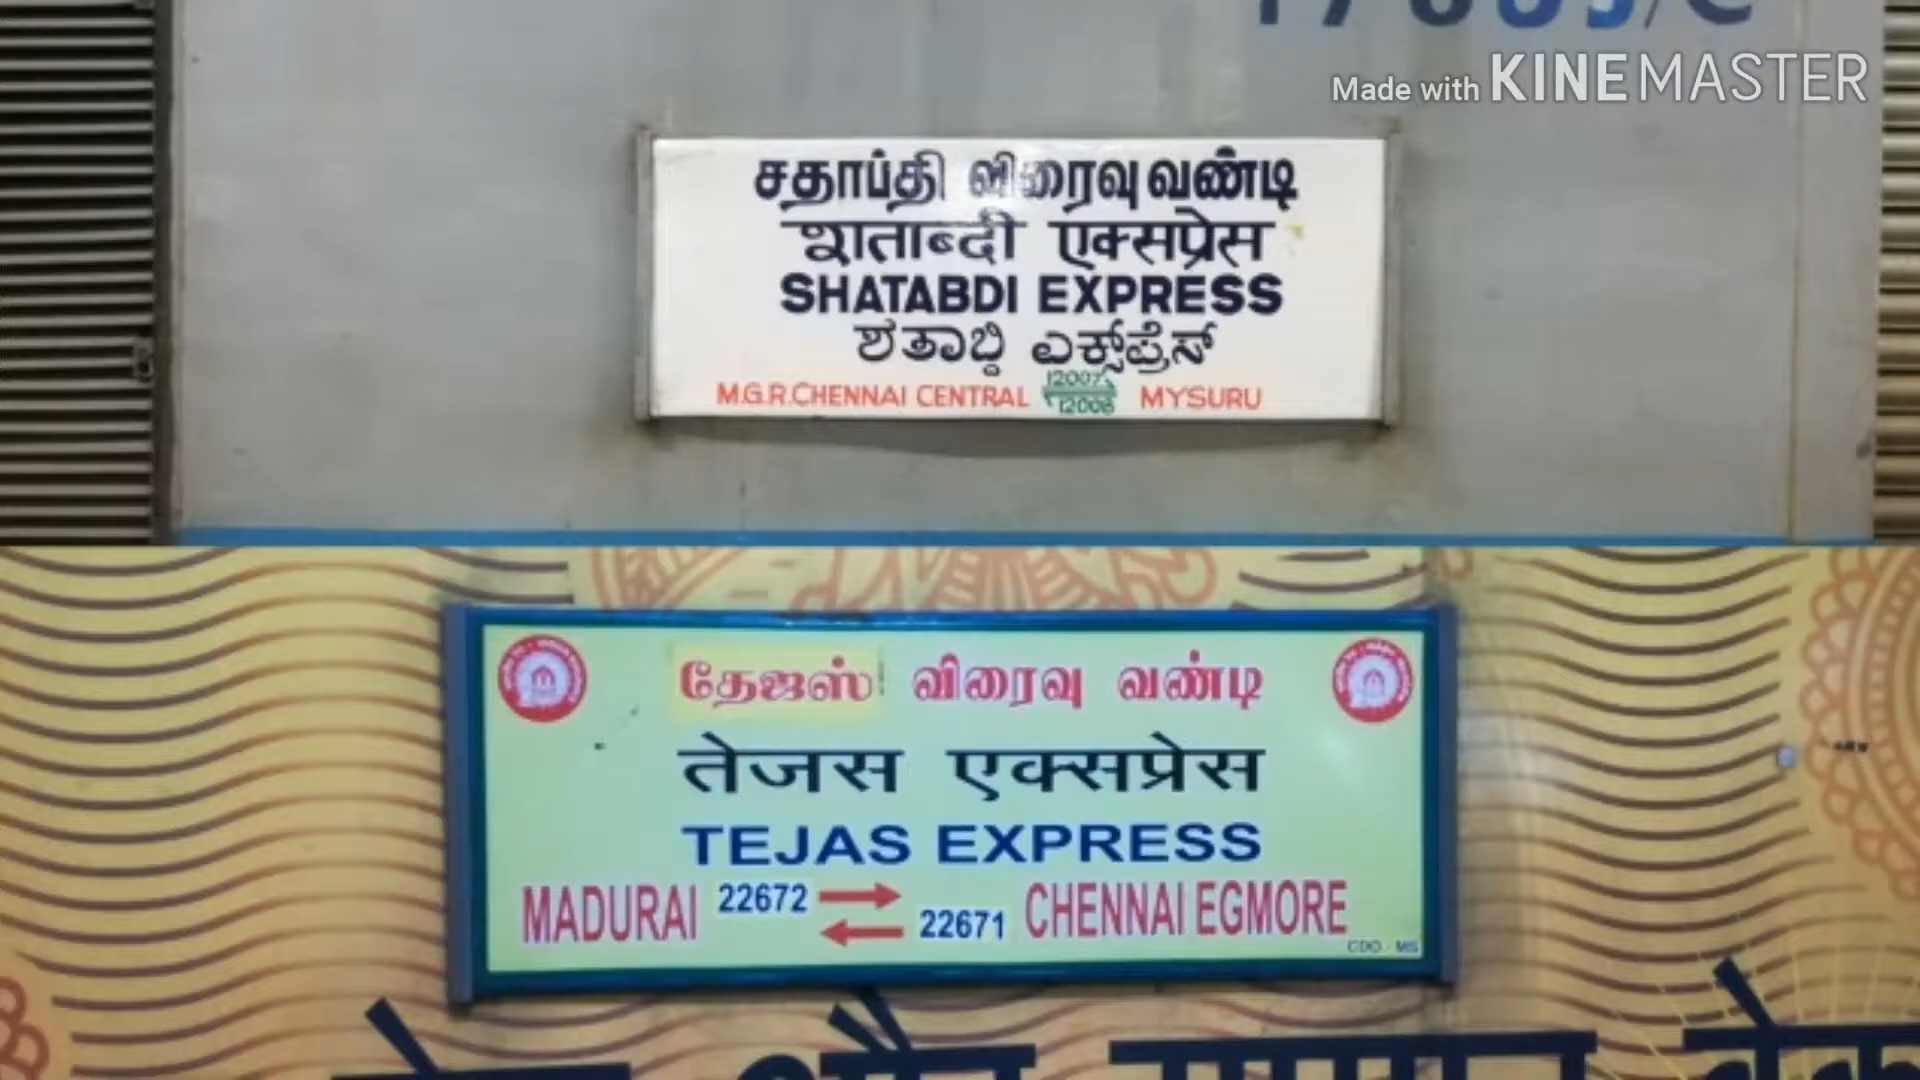 Made with KINEMASTER
சதாப்தி விரைவு வண்டி
शताब्दी एक्सप्रेस
SHATABDI EXPRESS
ಶತಾಬ್ದಿ ಎಕ್ಸ್‌ಪ್ರೆಸ್
M.G.R.CHENNAI CENTRAL 12007 12008 MYSURU
தேஜஸ் விரைவு வண்டி
तेजस एक्सप्रेस
TEJAS EXPRESS
MADURAI 22672 22671 CHENNAI EGMORE
CDO - MS